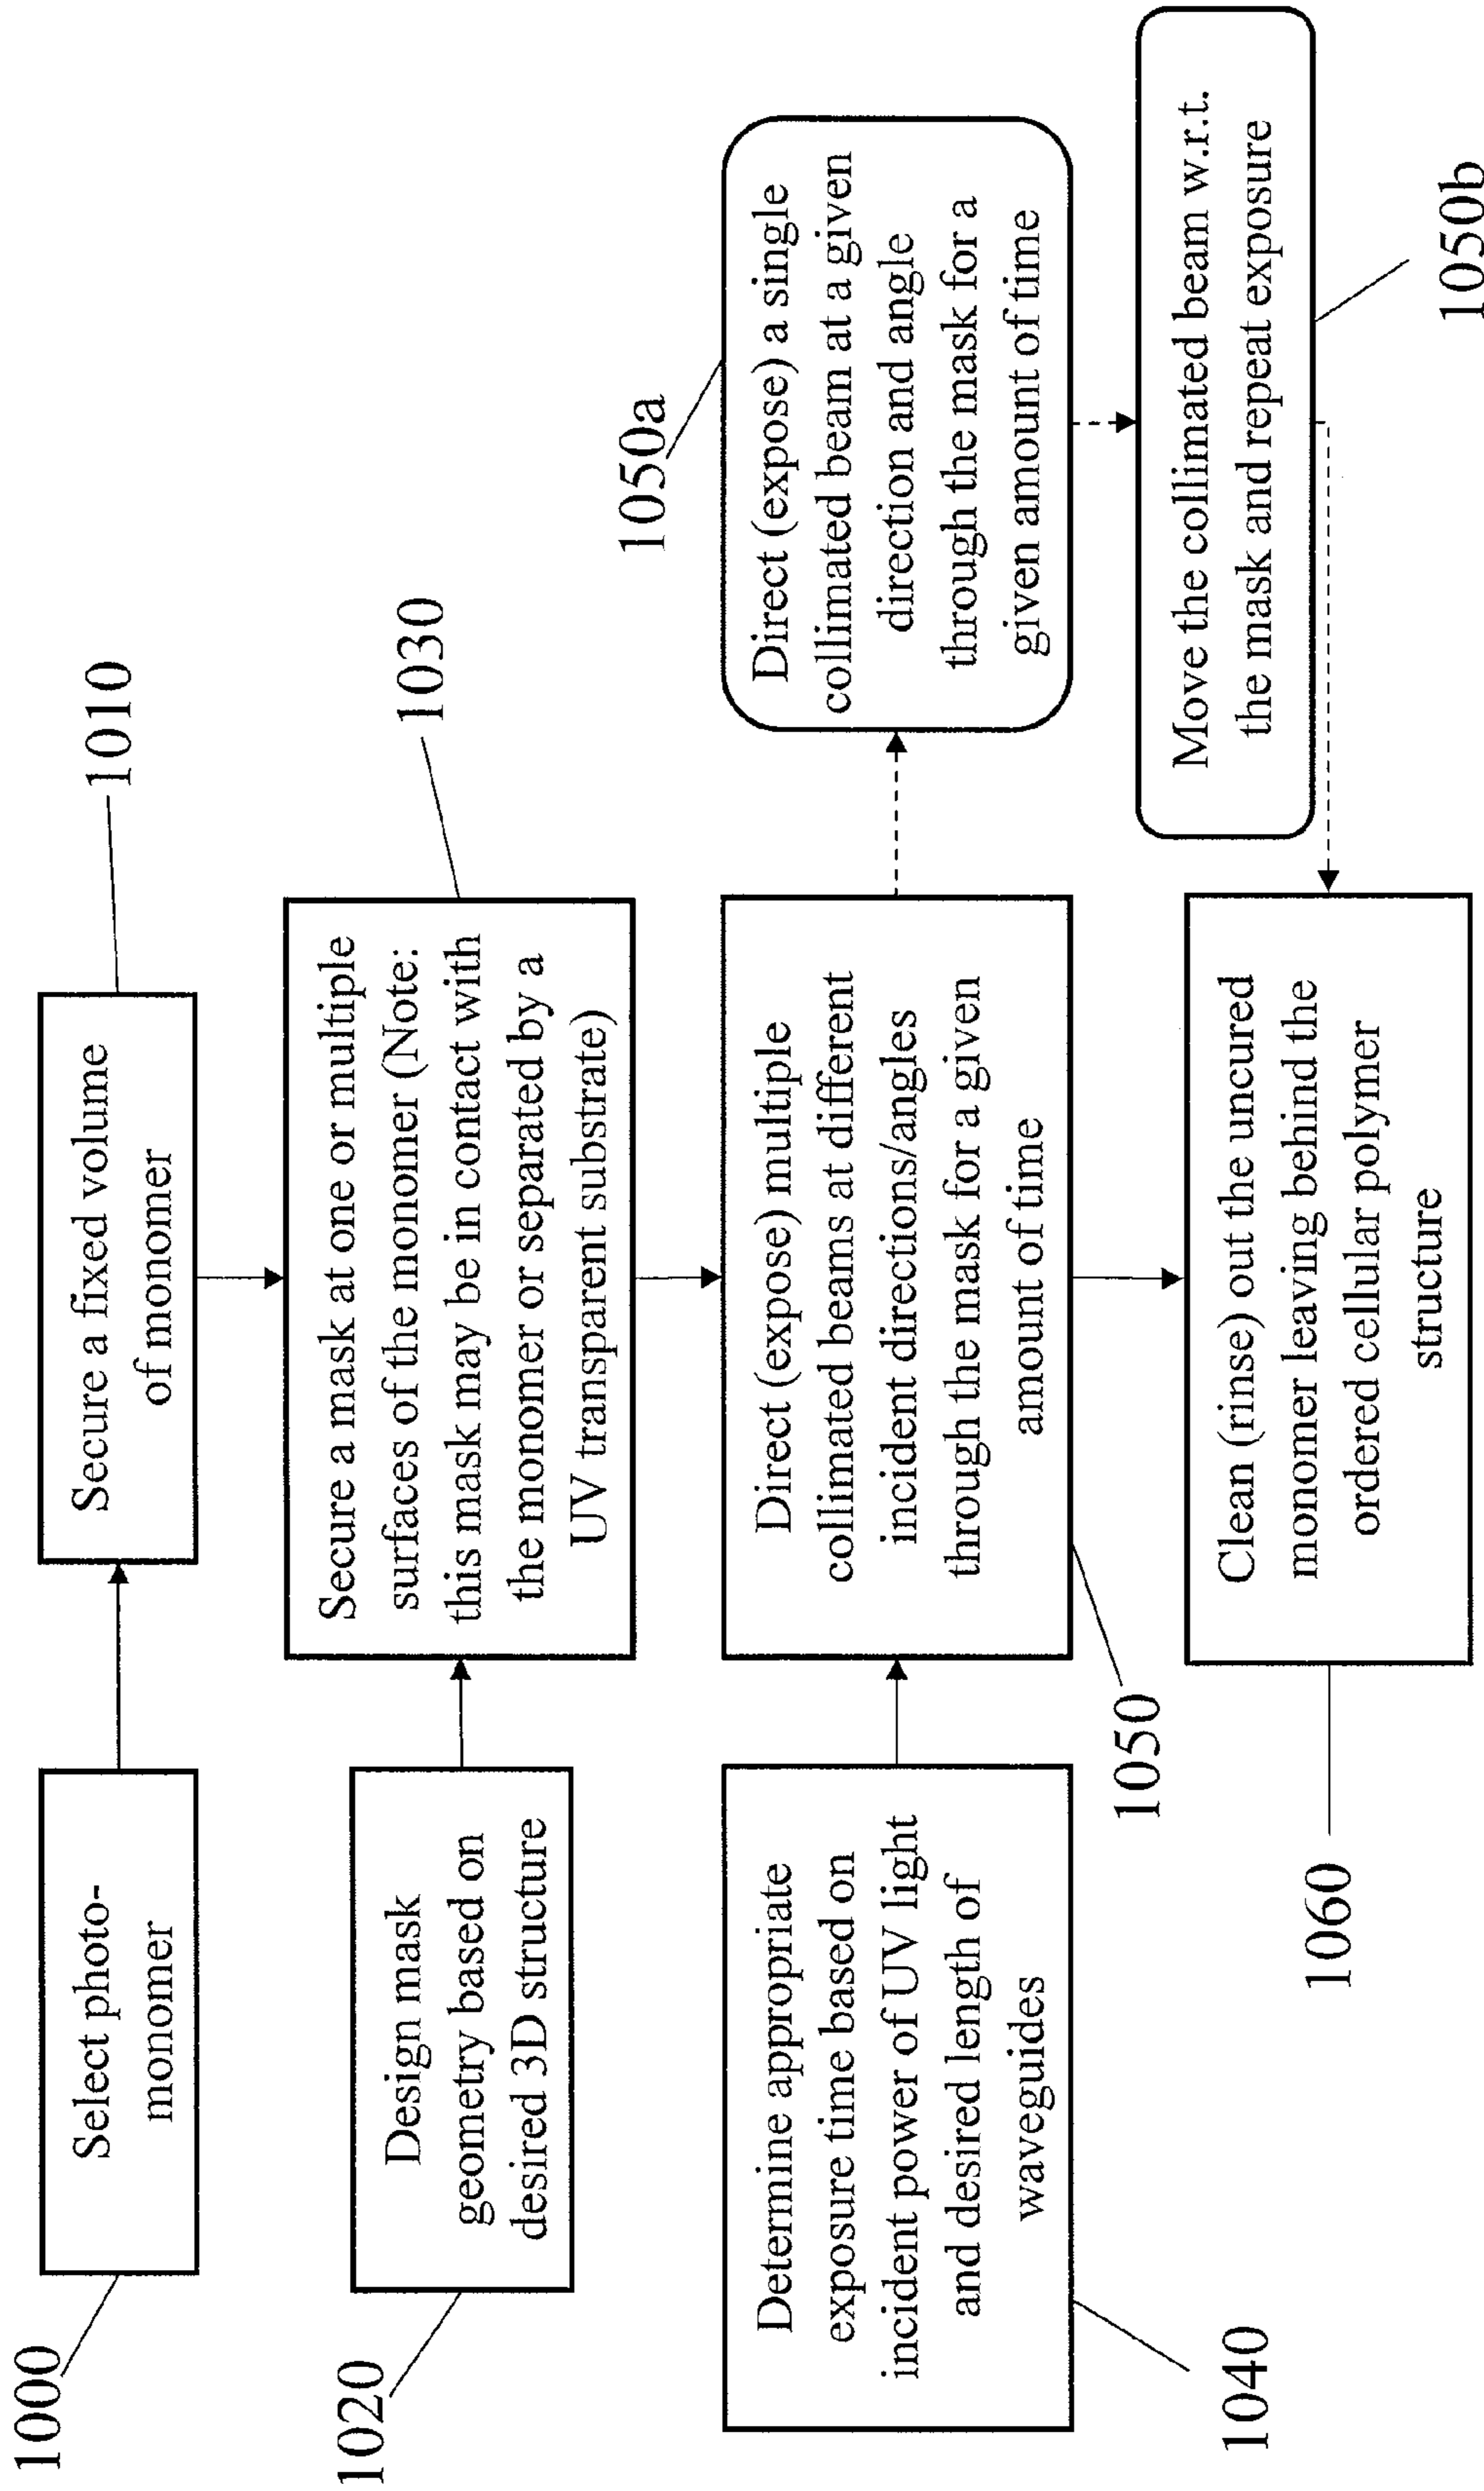 1000
Select photo-
monomer
1010
Secure a fixed volume
of monomer
1020
Design mask
geometry based on
desired 3D structure
1030
Secure a mask at one or multiple
surfaces of the monomer (Note:
this mask may be in contact with
the monomer or separated by a
UV transparent substrate)
1040
Determine appropriate
exposure time based on
incident power of UV light
and desired length of
waveguides
1050
Direct (expose) multiple
collimated beams at different
incident directions/angles
through the mask for a given
amount of time
1050a
Direct (expose) a single
collimated beam at a given
direction and angle
through the mask for a
given amount of time
1050b
Move the collimated beam w.r.t.
the mask and repeat exposure
1060
Clean (rinse) out the uncured
monomer leaving behind the
ordered cellular polymer
structure